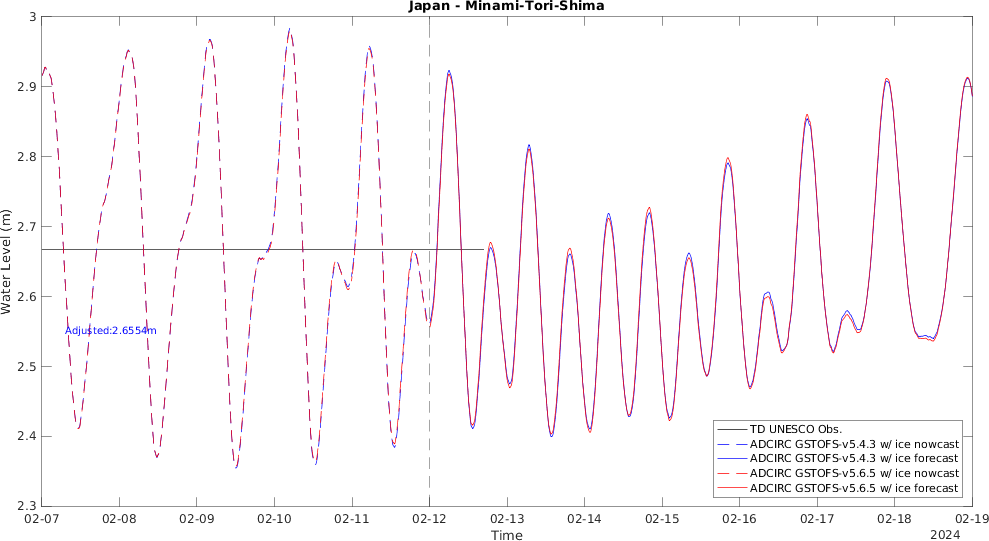 Japan - Minami-Tori-Shima
Water Level (m)
3
2.9
2.8
2.7
2.6
2.5
2.4
2.3
Adjusted:2.6554m
TD UNESCO Obs.
ADCIRC GSTOFS-v5.4.3 w/ ice nowcast
ADCIRC GSTOFS-v5.4.3 w/ ice forecast
ADCIRC GSTOFS-v5.6.5 w/ ice nowcast
ADCIRC GSTOFS-v5.6.5 w/ ice forecast
02-07 02-08 02-09 02-10 02-11 02-12 02-13 02-14 02-15 02-16 02-17 02-18 02-19
Time
2024